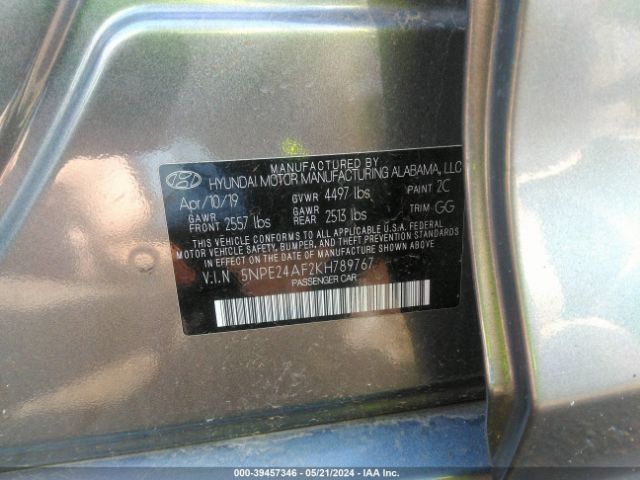 MANUFACTURED BY
HYUNDAI MOTOR MANUFACTURING ALABAMA, LLC
Apr/10/19 GVWR 4497 lbs PAINT 2C
GAWR FRONT 2557 lbs GAWR REAR 2513 lbs TRIM GG
THIS VEHICLE CONFORMS TO ALL APPLICABLE U.S.A. FEDERAL
MOTOR VEHICLE SAFETY, BUMPER, AND THEFT PREVENTION STANDARDS
IN EFFECT ON THE DATE OF MANUFACTURE SHOWN ABOVE.
V.I.N 5NPE24AF2KH789767
PASSENGER CAR
000-39457346 - 05/21/2024 - IAA Inc.